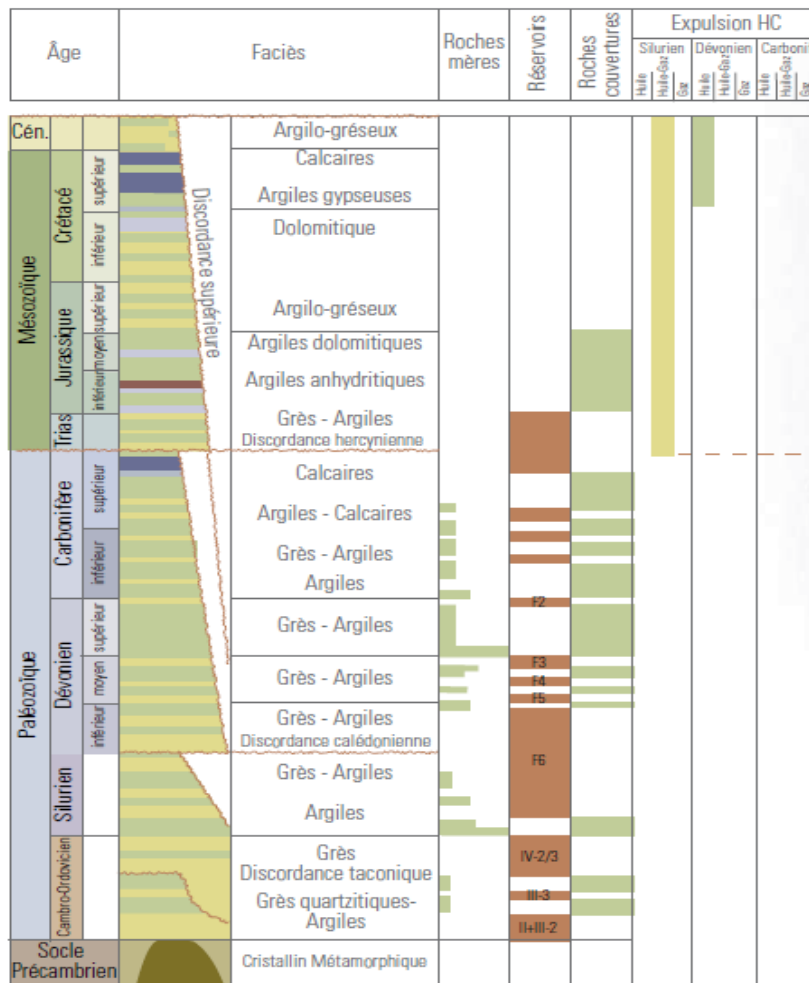 Âge
Faciès
Roches
mères
Réservoirs
Roches
couvertures
Expulsion HC
Silurien
Dévonien
Carboni
Huile
Huile-Gaz
Gaz
Huile
Huile-Gaz
Gaz
Huile
Huile-Gaz
Gaz
Cén.
Argilo-gréseux
Mésozoïque
Crétacé
supérieur
Calcaires
Argiles gypseuses
inférieur
Dolomitique
Discordance supérieure
Jurassique
supérieur
Argilo-gréseux
moyen
Argiles dolomitiques
inférieur
Argiles anhydritiques
Trias
Grès - Argiles
Discordance hercynienne
Paléozoïque
Carbonifère
supérieur
Calcaires
Argiles - Calcaires
inférieur
Grès - Argiles
Argiles
F2
Dévonien
supérieur
Grès - Argiles
F3
moyen
Grès - Argiles
F4
F5
inférieur
Grès - Argiles
Discordance calédonienne
F6
Silurien
Grès - Argiles
Argiles
Cambro-Ordovicien
Grès
IV-2/3
Discordance taconique
III-3
Grès quartzitiques-
Argiles
II+III-2
Socle
Précambrien
Cristallin Métamorphique